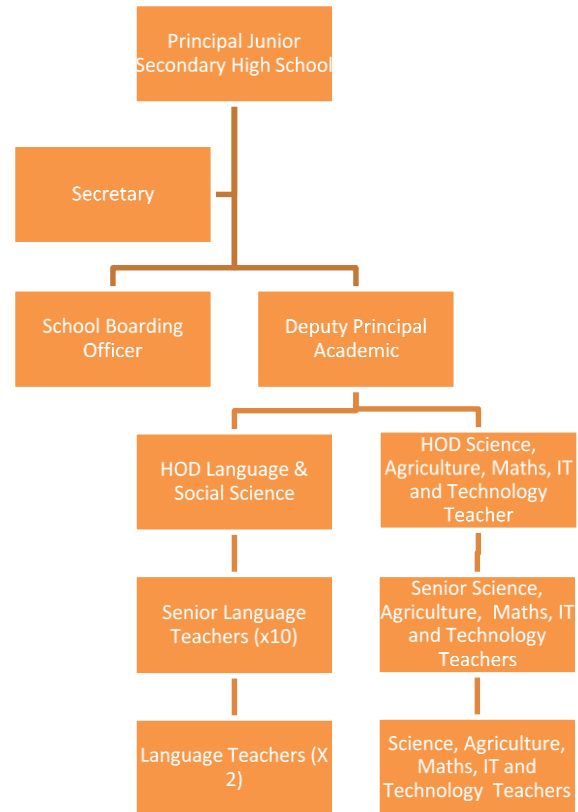 Principal Junior
Secondary High School
Secretary
School Boarding
Officer
Deputy Principal
Academic
HOD Language &
Social Science
HOD Science,
Agriculture, Maths, IT
and Technology
Teacher
Senior Language
Teachers (x10)
Senior Science,
Agriculture,  Maths, IT
and Technology
Teachers
Language Teachers (X
2)
Science, Agriculture,
Maths, IT and
Technology  Teachers